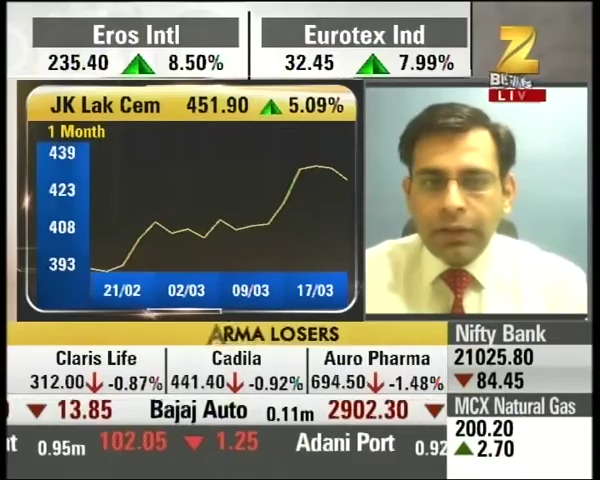 Eros Intl
235.40 8.50%
Eurotex Ind
32.45 7.99%
Z
LIV
JK Lak Cem 451.90 5.09%
1 Month
439
423
408
393
21/02 02/03 09/03 17/03
ARMA LOSERS
Claris Life
312.00 -0.87%
Cadila
441.40 -0.92%
Auro Pharma
694.50 -1.48%
Nifty Bank
21025.80
84.45
MCX Natural Gas
200.20
2.70
13.85 Bajaj Auto 0.11m 2902.30
t 0.95m 102.05 1.25 Adani Port 0.92